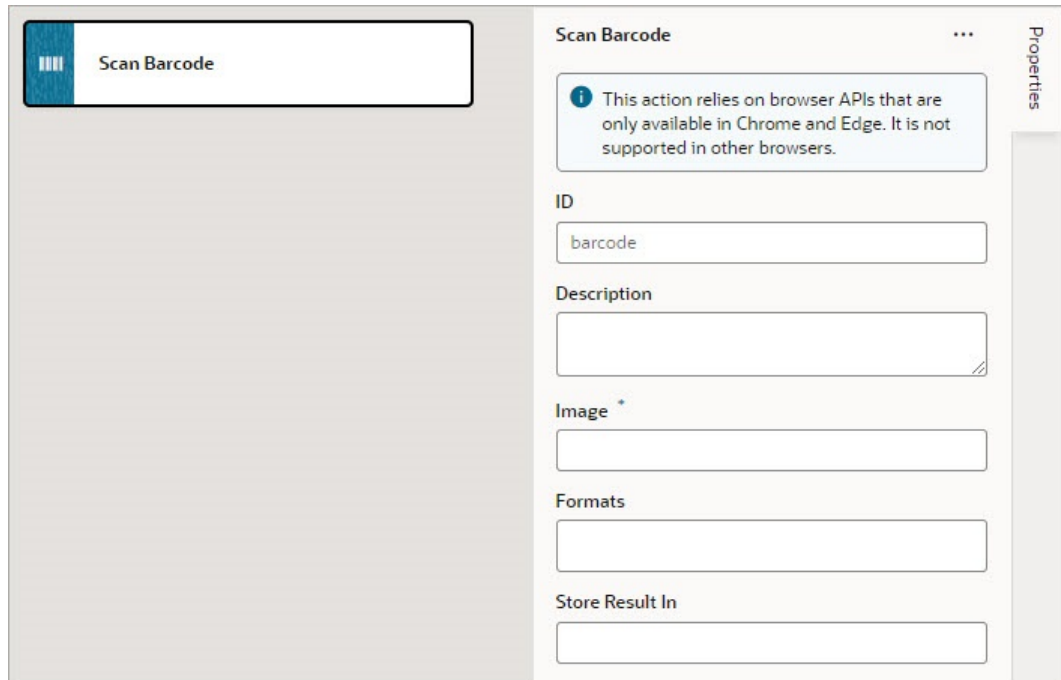 Scan Barcode
Scan Barcode
...
Properties
This action relies on browser APIs that are
only available in Chrome and Edge. It is not
supported in other browsers.
ID
barcode
Description
Image *
Formats
Store Result In